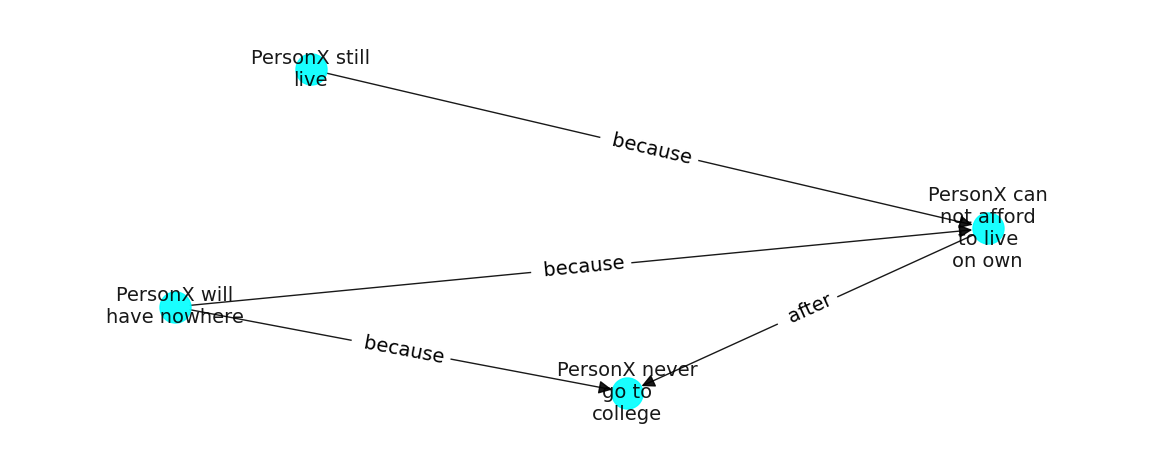 PersonX still
live
because
PersonX can
not afford
to live
on own
because
PersonX will
have nowhere
after
because
PersonX never
go to
college